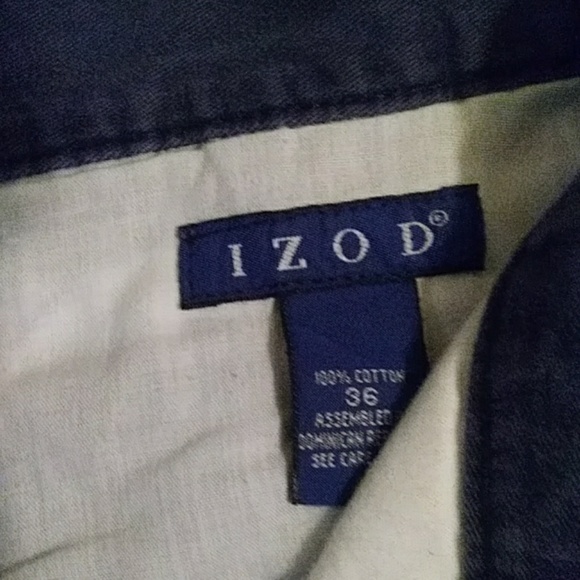 IZOD®
100% COTTON
36
ASSEMBLED
DOMINICAN
SEE